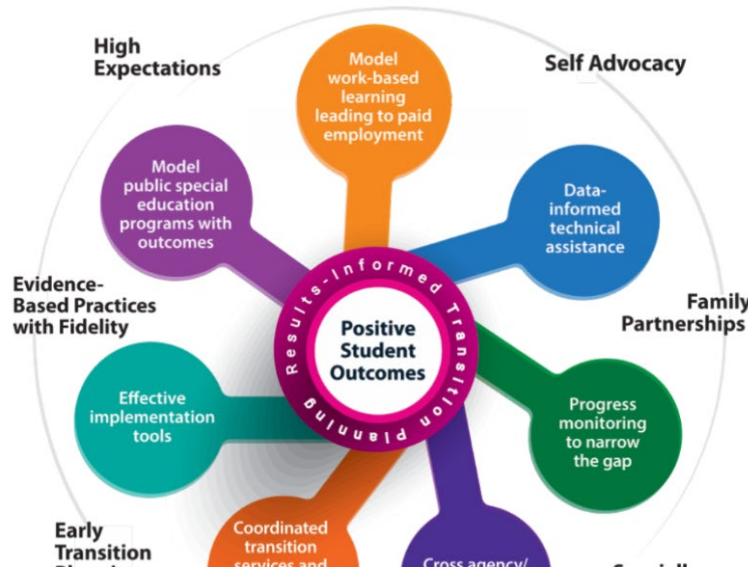 High
Expectations
Model
work-based
learning
leading to paid
employment
Self Advocacy
Model
public special
education
programs with
outcomes
Data-
informed
technical
assistance
Evidence-
Based Practices
with Fidelity
Results-Informed Transition Planning
Positive
Student
Outcomes
Family
Partnerships
Effective
implementation
tools
Progress
monitoring
to narrow
the gap
Early
Transition
Coordinated
transition
services and
Cross agency/